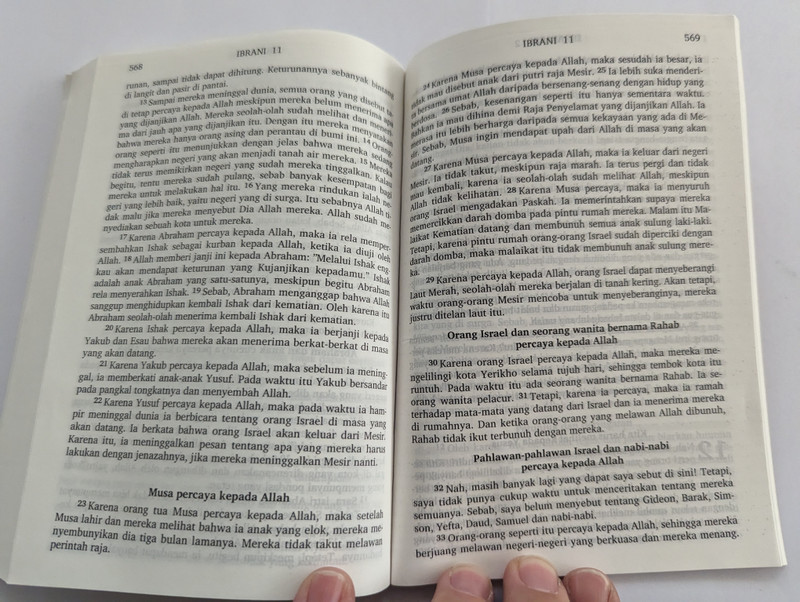 568
IBRANI 11
runan, sampai tidak dapat dihitung. Keturunannya sebanyak bintang
di langit dan pasir di pantai.
13 Sampai mereka meninggal dunia, semua orang yang disebut
di tetap percaya kepada Allah meskipun mereka belum menerima apa
yang dijanjikan Allah. Mereka seolah-olah sudah melihat dan
ma dari jauh apa yang dijanjikan itu. Dengan itu mereka menyatakan
bahwa mereka hanya orang asing dan perantau di bumi ini. 14 Orang-
orang seperti itu menunjukkan dengan jelas bahwa mereka sedang
mengharapkan negeri yang akan menjadi tanah air mereka. 15 Mereka
tidak terus memikirkan negeri yang sudah mereka tinggalkan. Kalau
begitu, tentu mereka sudah pulang, sebab banyak kesempatan bagi
mereka untuk melakukan hal itu. 16 Yang mereka rindukan ialah ne-
geri yang lebih baik, yaitu negeri yang di surga. Itu sebabnya Allah ti-
dak malu jika mereka menyebut Dia Allah mereka. Allah sudah me-
nyediakan sebuah kota untuk mereka.
17 Karena Abraham percaya kepada Allah, maka ia rela memper-
sembahkan Ishak sebagai kurban kepada Allah, ketika ia diuji oleh
Allah. 18 Allah memberi janji ini kepada Abraham: "Melalui Ishak eng-
kau akan mendapat keturunan yang Kujanjikan kepadamu." Ishak
adalah anak Abraham yang satu-satunya, meskipun begitu Abraham
rela menyerahkan Ishak. 19 Sebab, Abraham menganggap bahwa Allah
sanggup menghidupkan kembali Ishak dari kematian. Oleh karena itu
Abraham seolah-olah menerima kembali Ishak dari kematian.
20 Karena Ishak percaya kepada Allah, maka ia berjanji kepada
Yakub dan Esau bahwa mereka akan menerima berkat-berkat di masa
yang akan datang.
21 Karena Yakub percaya kepada Allah, maka sebelum ia mening-
gal, ia memberkati anak-anak Yusuf. Pada waktu itu Yakub bersandar
pada pangkal tongkatnya dan menyembah Allah.
22 Karena Yusuf percaya kepada Allah, maka pada waktu ia ham-
pir meninggal dunia ia berbicara tentang orang Israel di masa yang
akan datang. Ia berkata bahwa orang Israel akan keluar dari Mesir.
Karena itu, ia meninggalkan pesan tentang apa yang mereka harus
lakukan dengan jenazahnya, jika mereka meninggalkan Mesir nanti.
Musa percaya kepada Allah
23 Karena orang tua Musa percaya kepada Allah, maka setelah
Musa lahir dan mereka melihat bahwa ia anak yang elok, mereka me-
nyembunyikan dia tiga bulan lamanya. Mereka tidak takut melawan
perintah raja.
IBRANI 11
569
24 Karena Musa percaya kepada Allah, maka sesudah ia besar, ia
tidak mau disebut anak dari putri raja Mesir. 25 Ia lebih suka menderi-
ta bersama umat Allah daripada bersenang-senang dengan hidup yang
berdosa. 26 Sebab, kesenangan seperti itu hanya sementara waktu.
Bahkan ia mau dihina demi Raja Penyelamat yang dijanjikan Allah. Ia
merasa itu lebih berharga daripada semua kekayaan yang ada di Me-
sir. Sebab, Musa ingin mendapat upah dari Allah di masa yang akan
datang.
27 Karena Musa percaya kepada Allah, maka ia keluar dari negeri
Mesir. Ia tidak takut, meskipun raja marah. Ia terus pergi dan tidak
mau kembali, karena ia seolah-olah sudah melihat Allah, meskipun
Allah tidak kelihatan. 28 Karena Musa percaya, maka ia menyuruh
orang Israel mengadakan Paskah. Ia memerintahkan supaya mereka
memercikkan darah domba pada pintu rumah mereka. Malam itu Ma-
laikat Kematian datang dan membunuh semua anak sulung laki-laki.
Tetapi, karena pintu rumah orang-orang Israel sudah diperciki dengan
darah domba, maka malaikat itu tidak membunuh anak sulung mere-
ka.
29 Karena percaya kepada Allah, orang Israel dapat menyeberangi
Laut Merah, seolah-olah mereka berjalan di tanah kering. Akan tetapi,
waktu orang-orang Mesir mencoba untuk menyeberanginya, mereka
justru ditelan laut itu.
Orang Israel dan seorang wanita bernama Rahab
percaya kepada Allah
30 Karena orang Israel percaya kepada Allah, maka mereka me-
ngelilingi kota Yerikho selama tujuh hari, sehingga tembok kota itu
runtuh. Pada waktu itu ada seorang wanita bernama Rahab. Ia se-
orang wanita pelacur. 31 Tetapi, karena ia percaya, maka ia ramah
terhadap mata-mata yang datang dari Israel dan ia menerima mereka
di rumahnya. Dan ketika orang-orang yang melawan Allah dibunuh,
Rahab tidak ikut terbunuh dengan mereka.
Pahlawan-pahlawan Israel dan nabi-nabi
percaya kepada Allah
32 Nah, masih banyak lagi yang dapat saya sebut di sini! Tetapi,
saya tidak punya cukup waktu untuk menceritakan tentang mereka
semuanya. Sebab, saya belum menyebut tentang Gideon, Barak, Sim-
son, Yefta, Daud, Samuel dan nabi-nabi.
33 Orang-orang seperti itu percaya kepada Allah, sehingga mereka
berjuang melawan negeri-negeri yang berkuasa dan mereka menang.